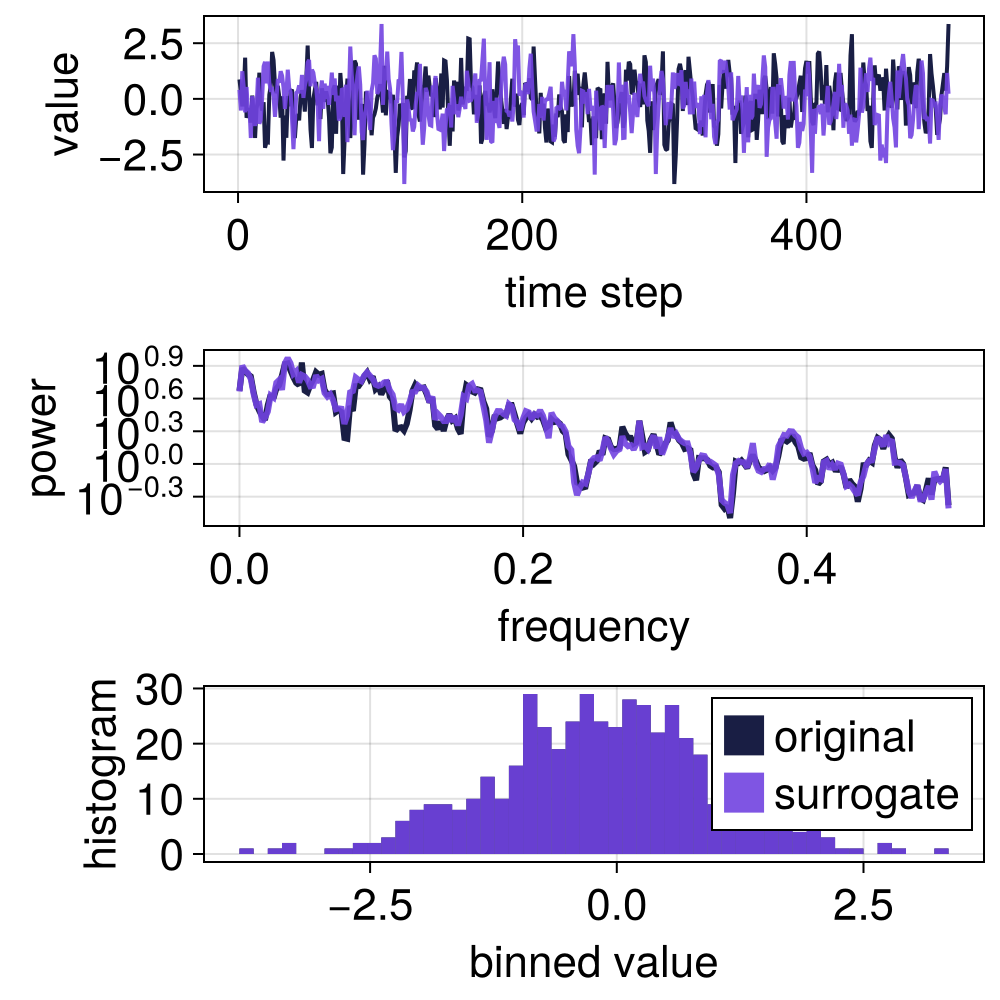 value
2.5
0.0
−2.5
0
200
400
time step
power
10^0.9
10^0.6
10^0.3
10^0.0
10^−0.3
0.0
0.2
0.4
frequency
histogram
30
20
10
0
original
surrogate
−2.5
0.0
2.5
binned value